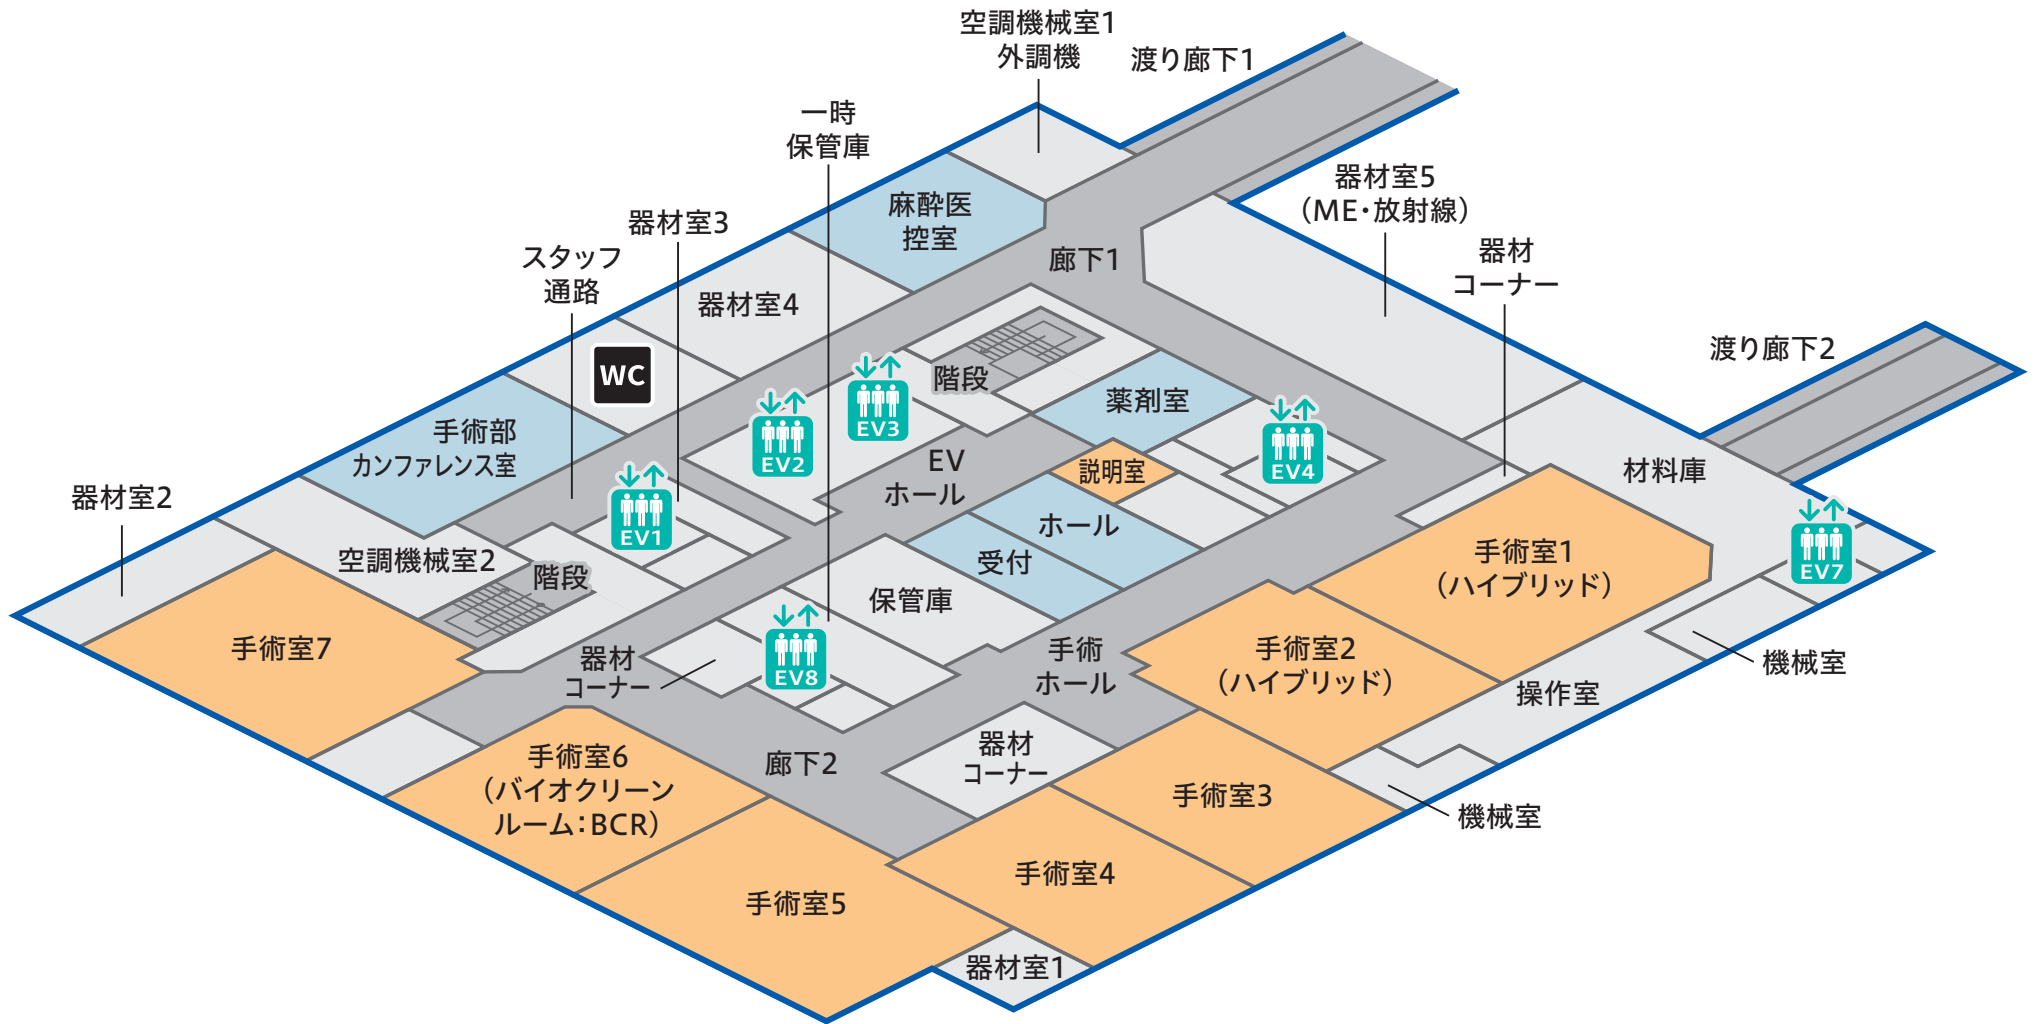 空調機械室1
外調機
渡り廊下1
一時
保管庫
器材室5
（ME・放射線）
麻酔医
控室
器材室3
スタッフ
通路
廊下1
器材
コーナー
器材室4
渡り廊下2
WC
階段
EV3
薬剤室
手術部
カンファレンス室
EV2
EV
ホール
説明室
EV4
材料庫
器材室2
EV1
ホール
空調機械室2
階段
受付
手術室1
（ハイブリッド）
EV7
保管庫
手術室7
器材
コーナー
EV8
手術
ホール
手術室2
（ハイブリッド）
機械室
操作室
手術室6
（バイオクリーン
ルーム：BCR）
廊下2
器材
コーナー
手術室3
機械室
手術室4
手術室5
器材室1